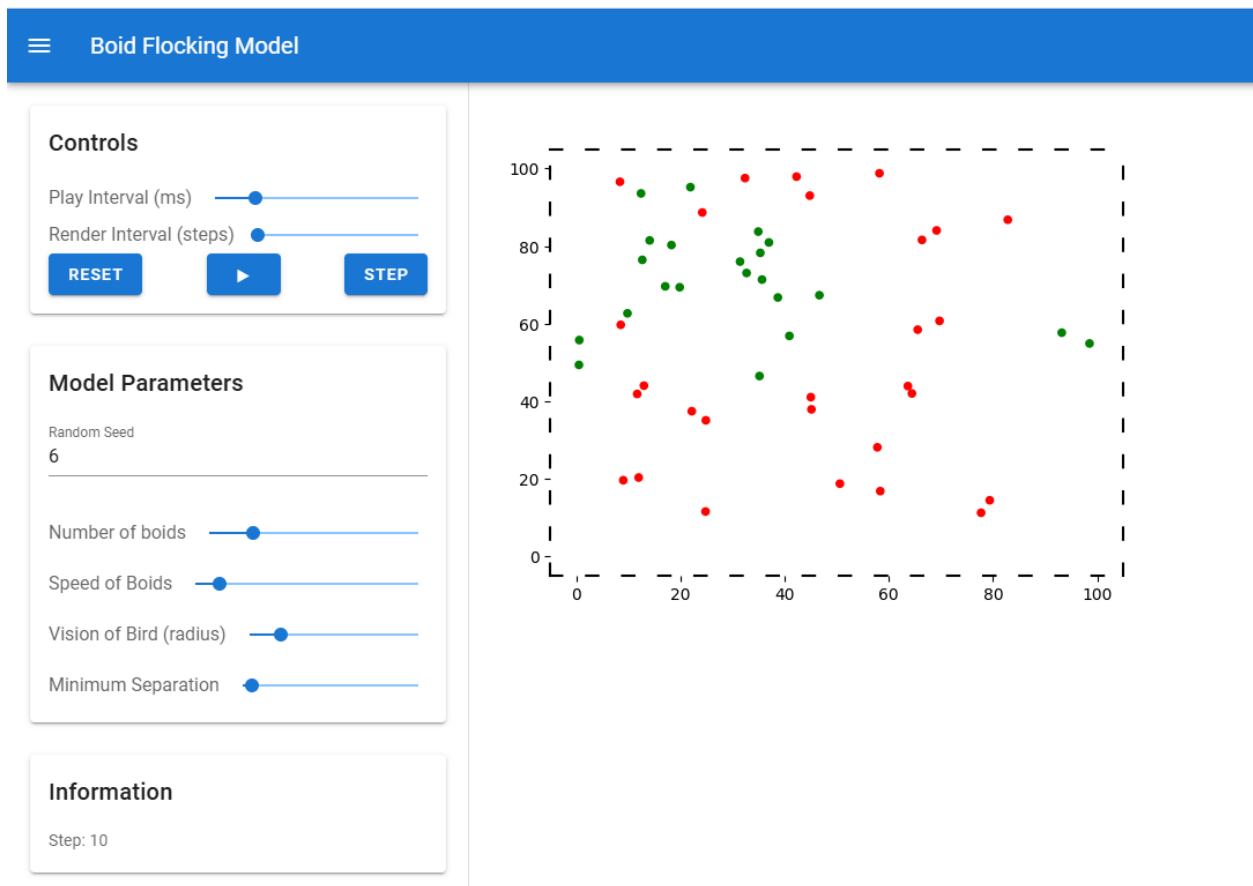 Boid Flocking Model
Controls
Play Interval (ms)
Render Interval (steps)
RESET
STEP
Model Parameters
Random Seed
6
Number of boids
Speed of Boids
Vision of Bird (radius)
Minimum Separation
Information
Step: 10
100
80
60
40
20
0
0 20 40 60 80 100